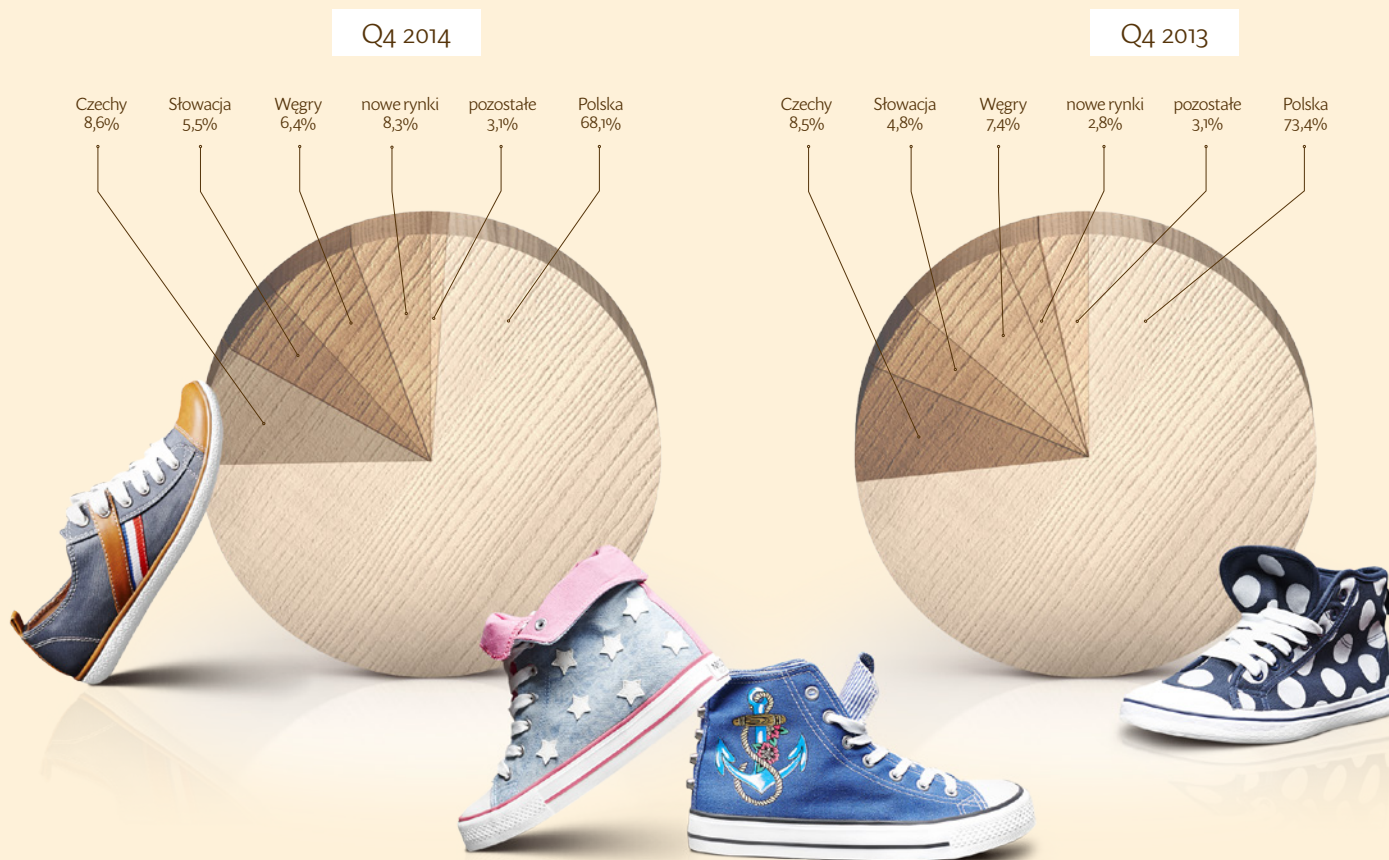 Q4 2014
Czechy
8,6%
Słowacja
5,5%
Węgry
6,4%
nowe rynki
8,3%
pozostałe
3,1%
Polska
68,1%
Q4 2013
Czechy
8,5%
Słowacja
4,8%
Węgry
7,4%
nowe rynki
2,8%
pozostałe
3,1%
Polska
73,4%